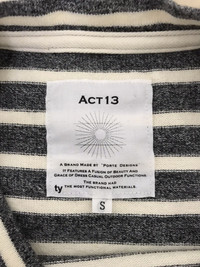 ACT13
A BRAND MADE BY "PORTE DESIGNS"
IT FEATURES A FUSION OF BEAUTY AND
GRACE OF DRESS CASUAL OUTDOOR FUNCTIONS
THE BRAND HAS
THE MOST FUNCTIONAL MATERIALS.
ty
S